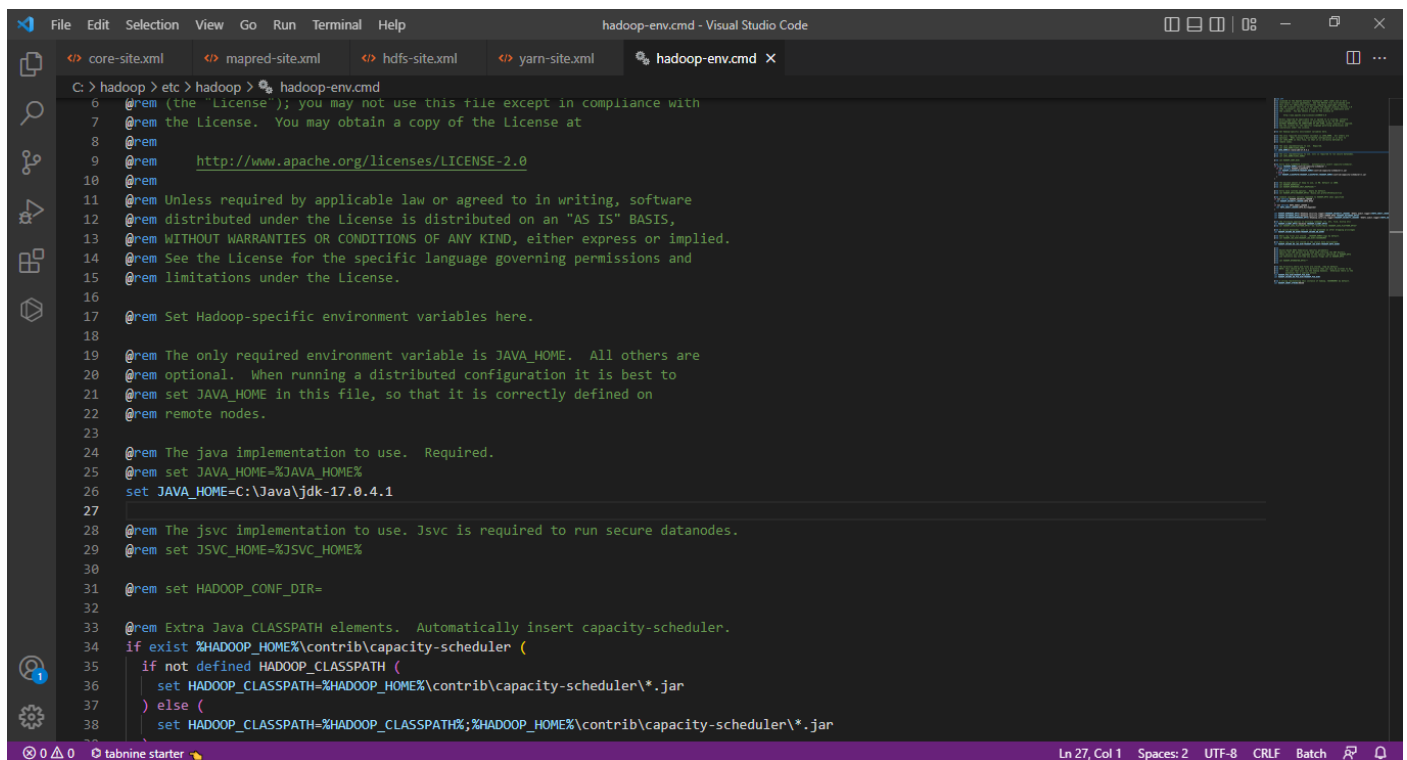 File Edit Selection View Go Run Terminal Help hadoop-env.cmd - Visual Studio Code
core-site.xml mapred-site.xml hdfs-site.xml yarn-site.xml hadoop-env.cmd
C: > hadoop > etc > hadoop > hadoop-env.cmd
6 @rem (the "License"); you may not use this file except in compliance with
7 @rem the License.  You may obtain a copy of the License at
8 @rem
9 @rem     http://www.apache.org/licenses/LICENSE-2.0
10 @rem
11 @rem Unless required by applicable law or agreed to in writing, software
12 @rem distributed under the License is distributed on an "AS IS" BASIS,
13 @rem WITHOUT WARRANTIES OR CONDITIONS OF ANY KIND, either express or implied.
14 @rem See the License for the specific language governing permissions and
15 @rem limitations under the License.
16
17 @rem Set Hadoop-specific environment variables here.
18
19 @rem The only required environment variable is JAVA_HOME.  All others are
20 @rem optional.  When running a distributed configuration it is best to
21 @rem set JAVA_HOME in this file, so that it is correctly defined on
22 @rem remote nodes.
23
24 @rem The java implementation to use.  Required.
25 @rem set JAVA_HOME=%JAVA_HOME%
26 set JAVA_HOME=C:\Java\jdk-17.0.4.1
27
28 @rem The jsvc implementation to use. Jsvc is required to run secure datanodes.
29 @rem set JSVC_HOME=%JSVC_HOME%
30
31 @rem set HADOOP_CONF_DIR=
32
33 @rem Extra Java CLASSPATH elements.  Automatically insert capacity-scheduler.
34 if exist %HADOOP_HOME%\contrib\capacity-scheduler (
35   if not defined HADOOP_CLASSPATH (
36     set HADOOP_CLASSPATH=%HADOOP_HOME%\contrib\capacity-scheduler\*.jar
37   ) else (
38     set HADOOP_CLASSPATH=%HADOOP_CLASSPATH%;%HADOOP_HOME%\contrib\capacity-scheduler\*.jar
1
0 0 tabnine starter Ln 27, Col 1 Spaces: 2 UTF-8 CRLF Batch